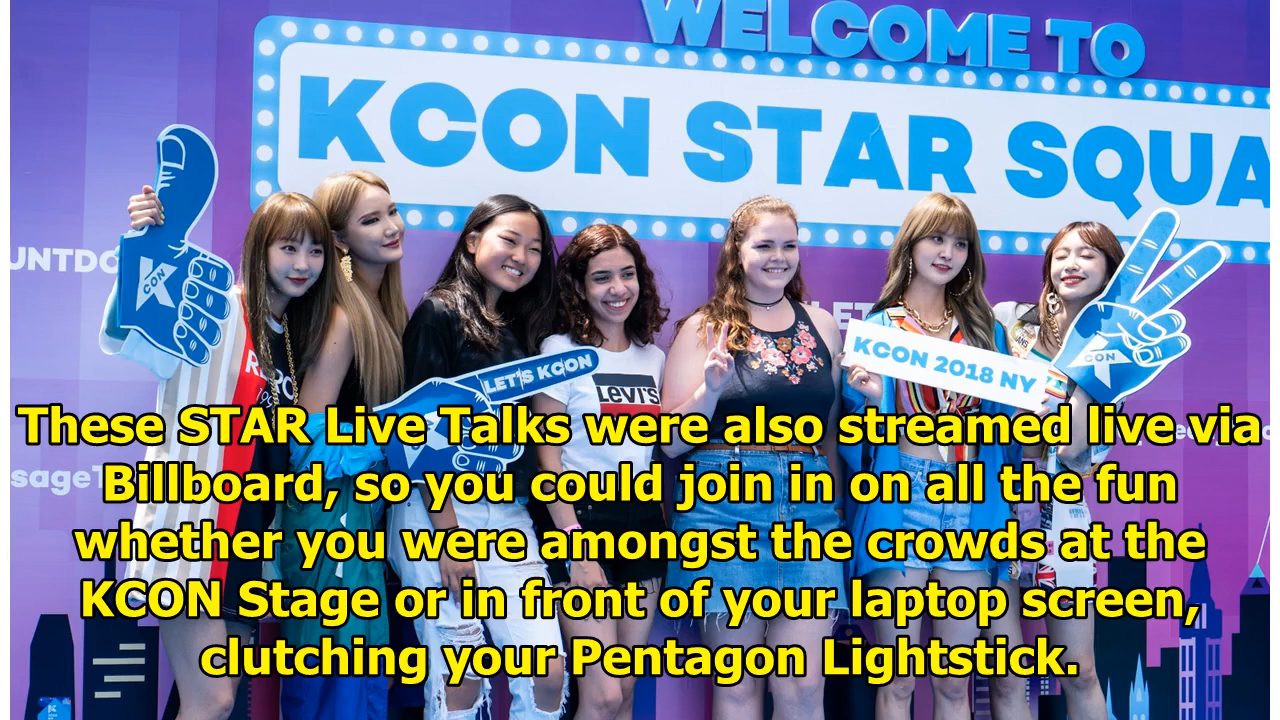 WELCOME TO
KCON STAR SQUA
UNTDO
KCON
LET'S KCON
LEVI'S
KCON 2018 NY
CON
These STAR Live Talks were also streamed live via
Billboard, so you could join in on all the fun
whether you were amongst the crowds at the
KCON Stage or in front of your laptop screen,
clutching your Pentagon Lightstick.